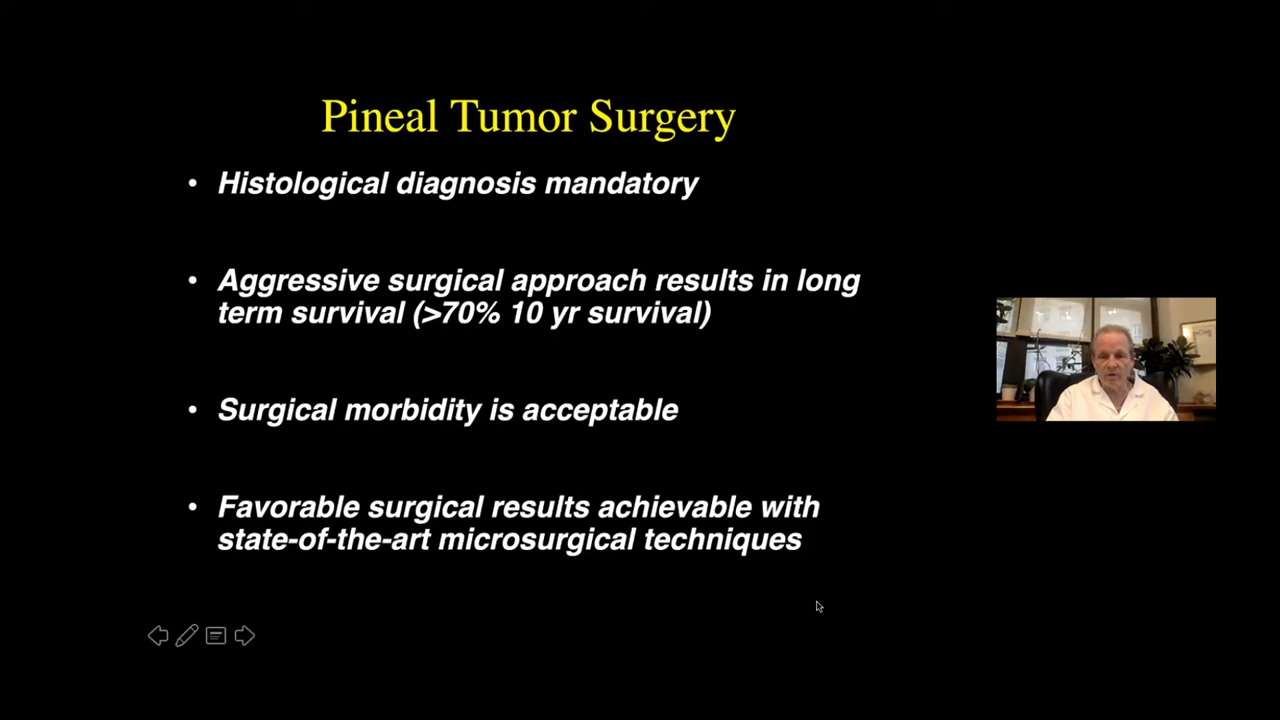 Pineal Tumor Surgery
• Histological diagnosis mandatory
• Aggressive surgical approach results in long
term survival (>70% 10 yr survival)
• Surgical morbidity is acceptable
• Favorable surgical results achievable with
state-of-the-art microsurgical techniques